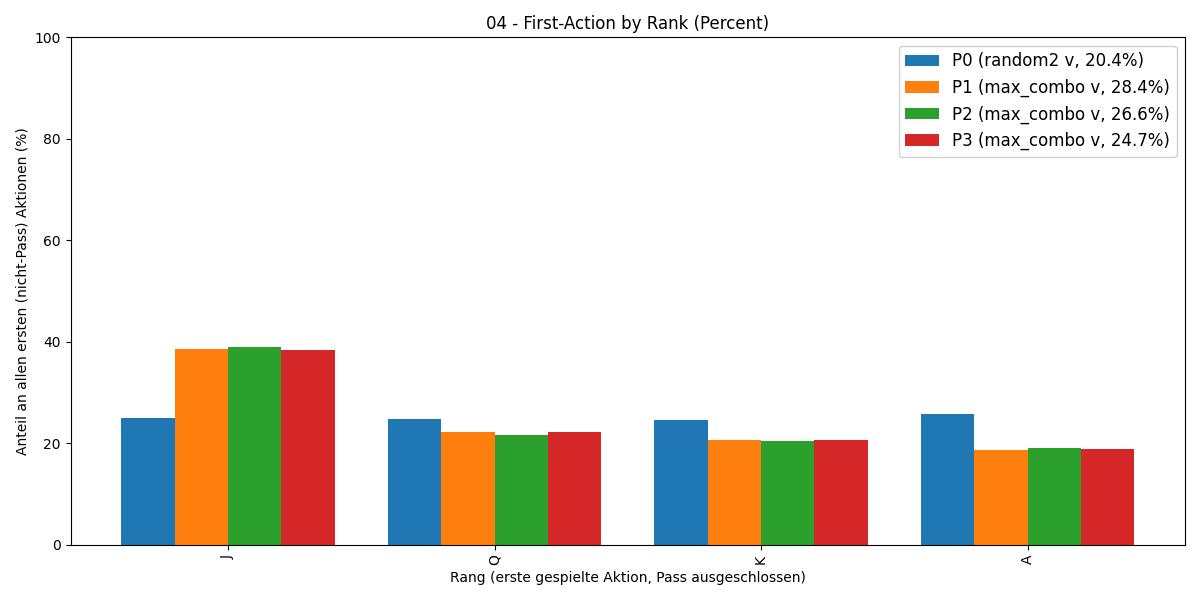 04 - First-Action by Rank (Percent)
P0 (random2 v, 20.4%)
P1 (max_combo v, 28.4%)
P2 (max_combo v, 26.6%)
P3 (max_combo v, 24.7%)
Anteil an allen ersten (nicht-Pass) Aktionen (%)
100
80
60
40
20
0
J
Q
K
A
Rang (erste gespielte Aktion, Pass ausgeschlossen)